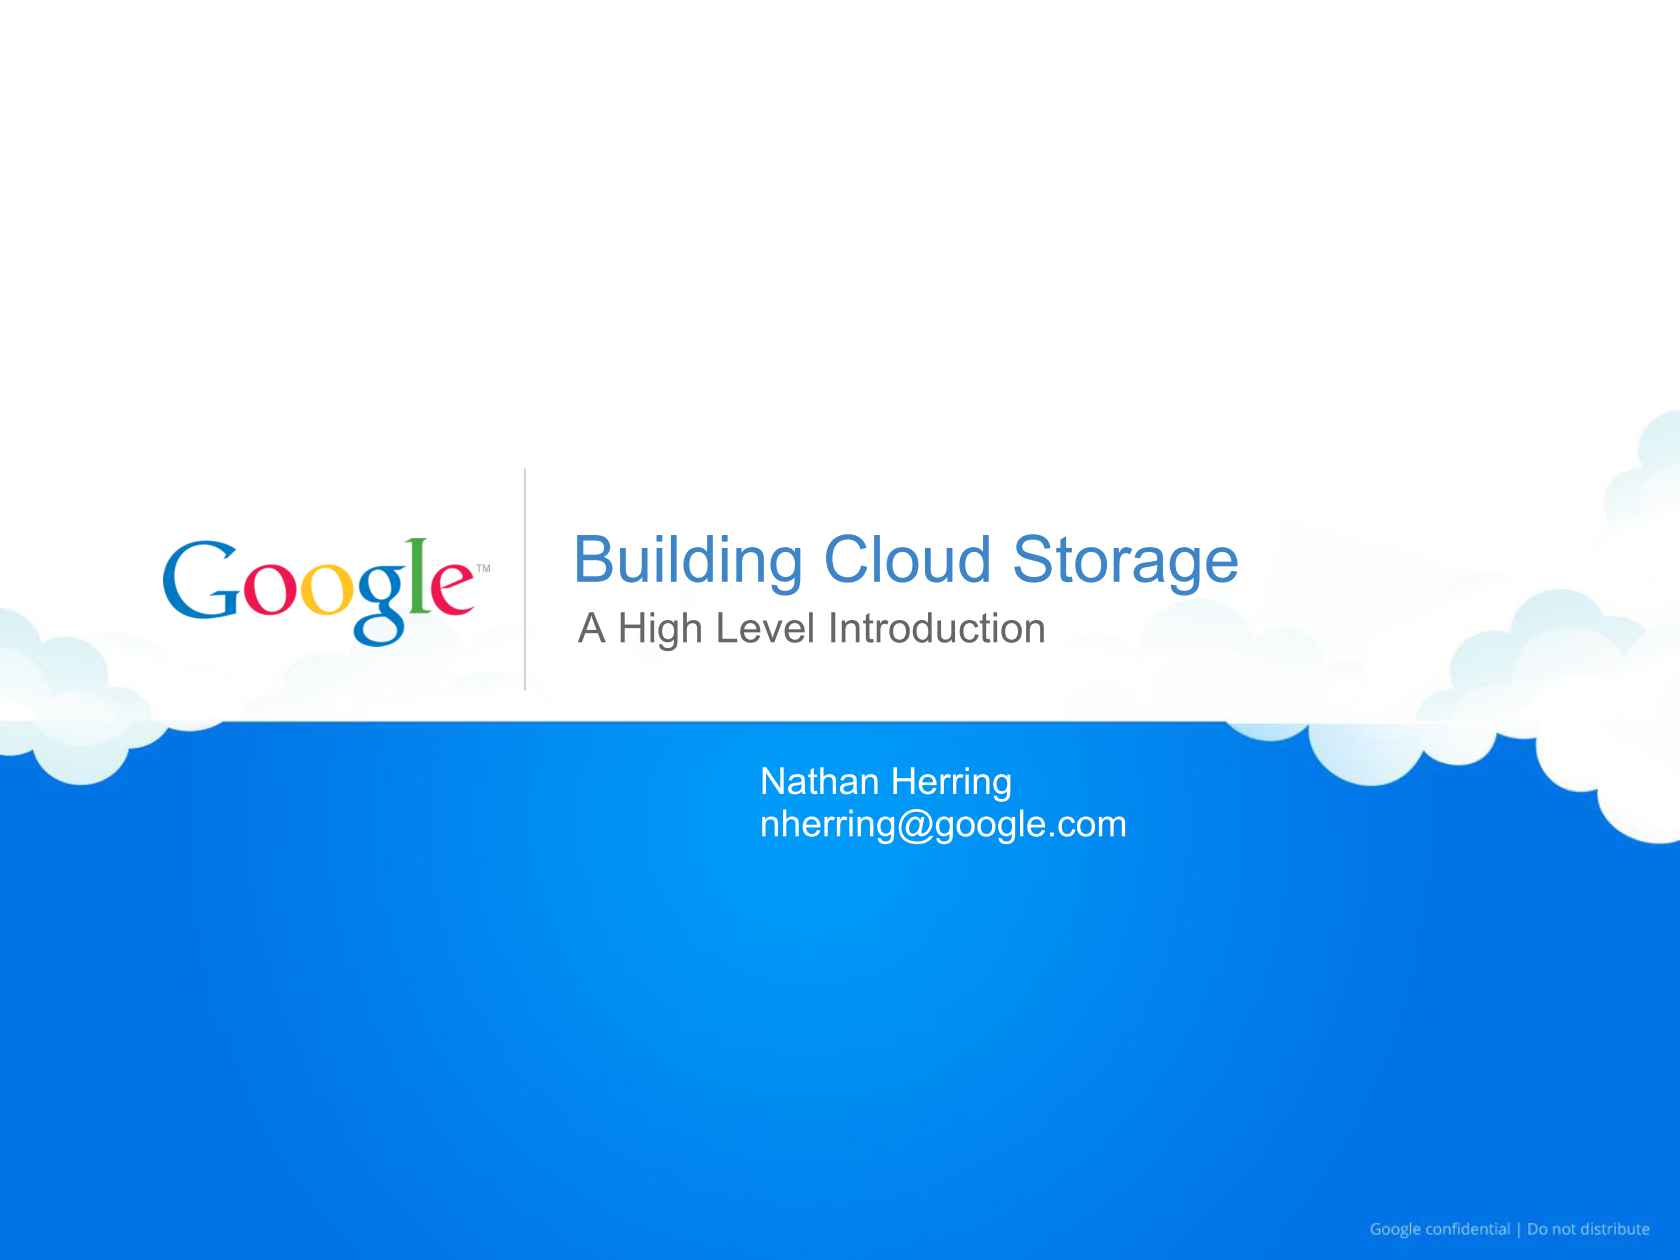 Google™
Building Cloud Storage
A High Level Introduction
Nathan Herring
nherring@google.com
Google confidential | Do not distribute